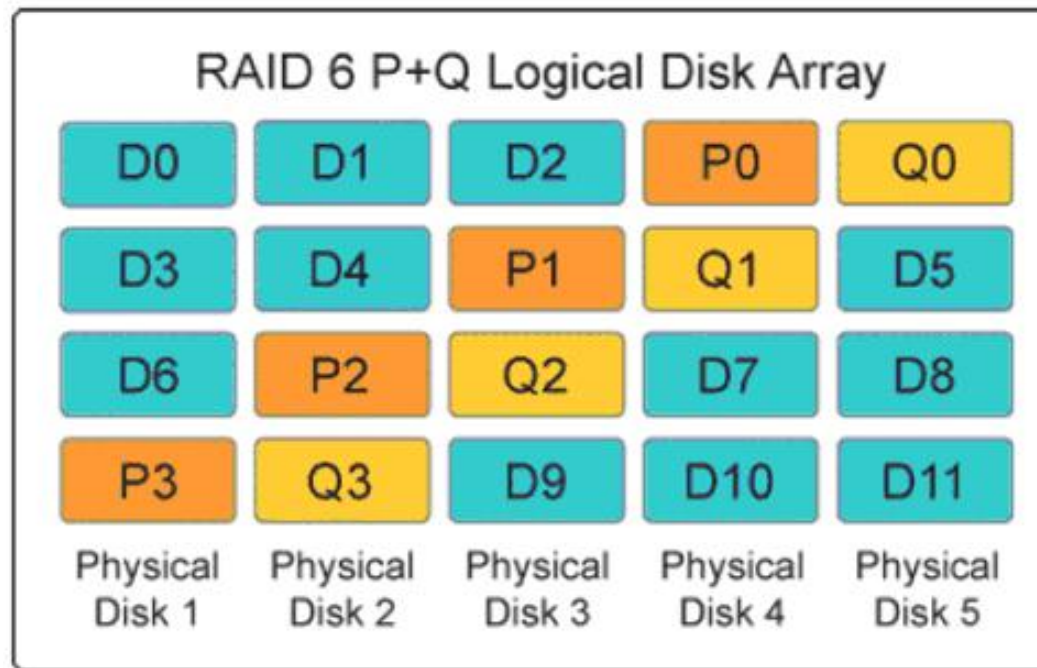 RAID 6 P+Q Logical Disk Array
D0 D1 D2 P0 Q0
D3 D4 P1 Q1 D5
D6 P2 Q2 D7 D8
P3 Q3 D9 D10 D11
Physical Physical Physical Physical Physical
Disk 1 Disk 2 Disk 3 Disk 4 Disk 5